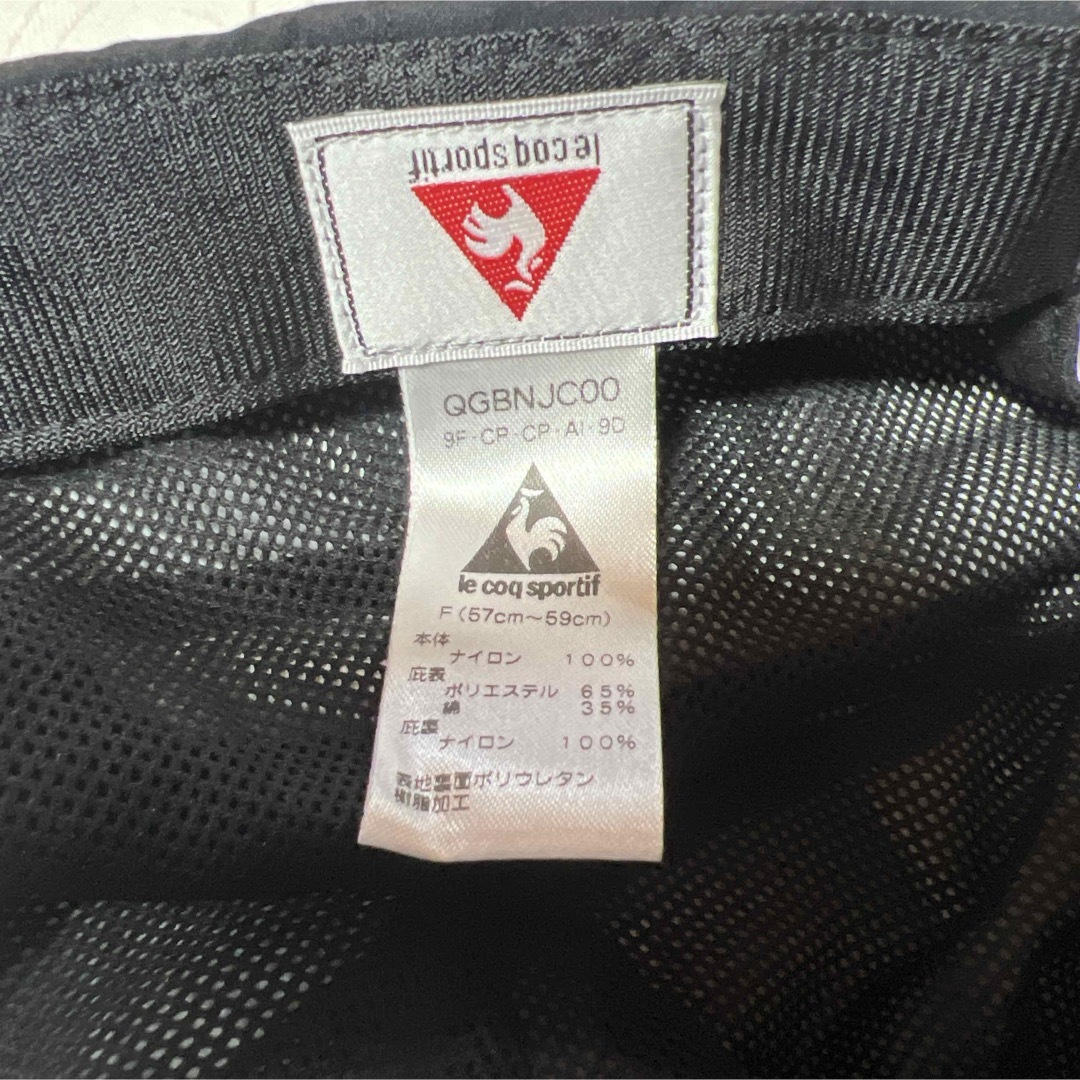 le coq sportif
QGBNJC00
9F-CP-CP-AI-9D
le coq sportif
F(57cm～59cm)
本体
ナイロン 100%
庇表
ポリエステル 65%
綿 35%
庇裏
ナイロン 100%
表地裏面ポリウレタン
樹脂加工